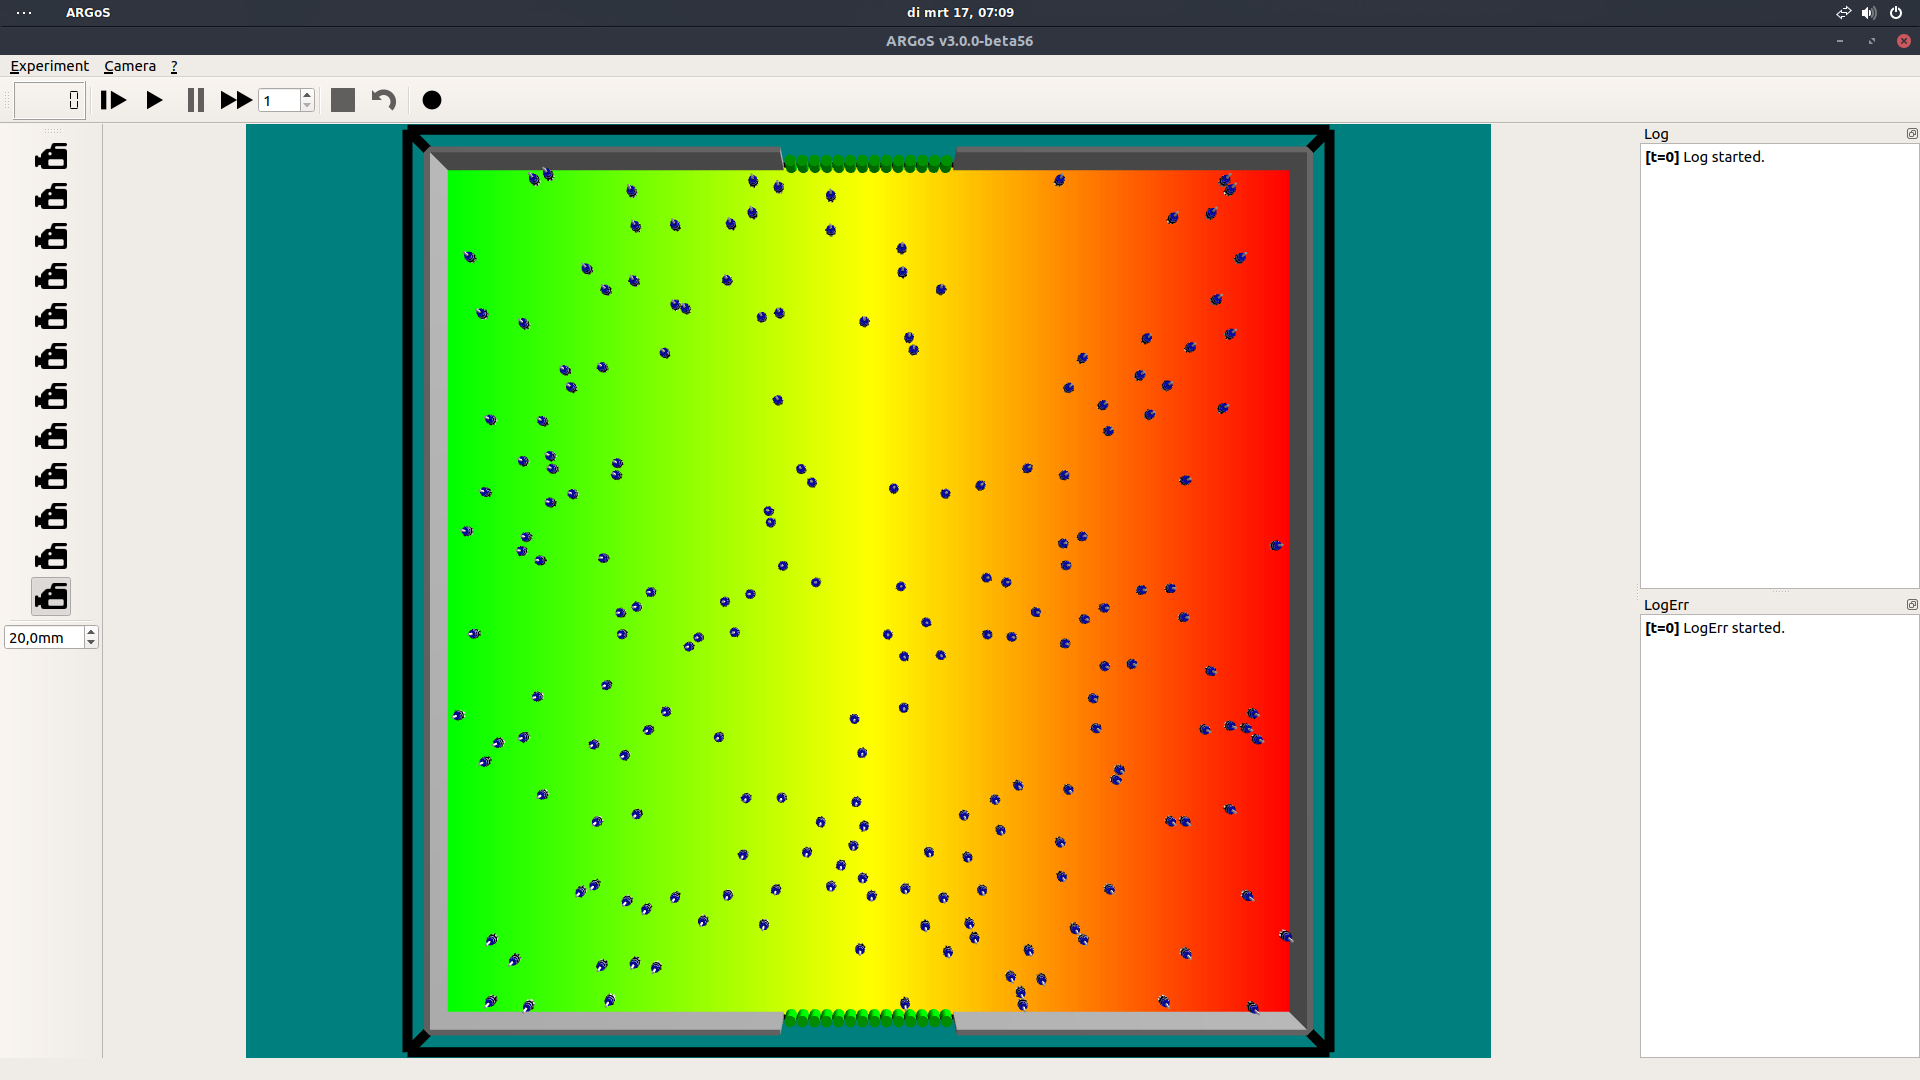 ARGoS
di mrt 17, 07:09
ARGoS v3.0.0-beta56
Experiment Camera ?
0
1
Log
[t=0] Log started.
LogErr
[t=0] LogErr started.
20,0mm